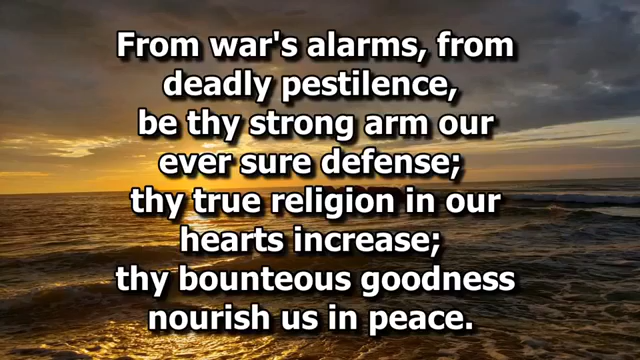 From war's alarms, from
deadly pestilence,
be thy strong arm our
ever sure defense;
thy true religion in our
hearts increase;
thy bounteous goodness
nourish us in peace.